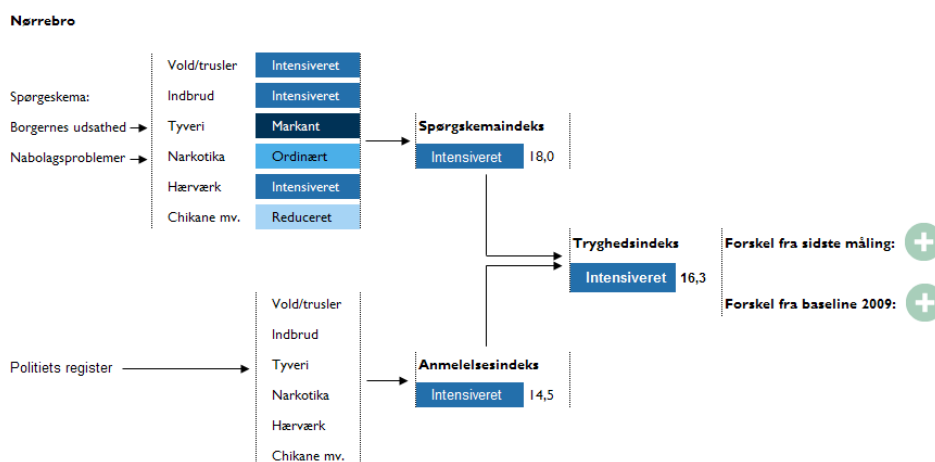 Nørrebro
Vold/trusler Intensiveret
Spørgeskema: Indbrud Intensiveret
Borgernes udsathed Tyveri Markant
Nabolagsproblemer Narkotika Ordinært
Hærværk Intensiveret
Chikane mv. Reduceret
Spørgskemaindeks
Intensiveret 18,0
Tryghedsindeks
Intensiveret 16,3
Forskel fra sidste måling:
Forskel fra baseline 2009:
Politiets register
Vold/trusler
Indbrud
Tyveri
Narkotika
Hærværk
Chikane mv.
Anmelelsesindeks
Intensiveret 14,5